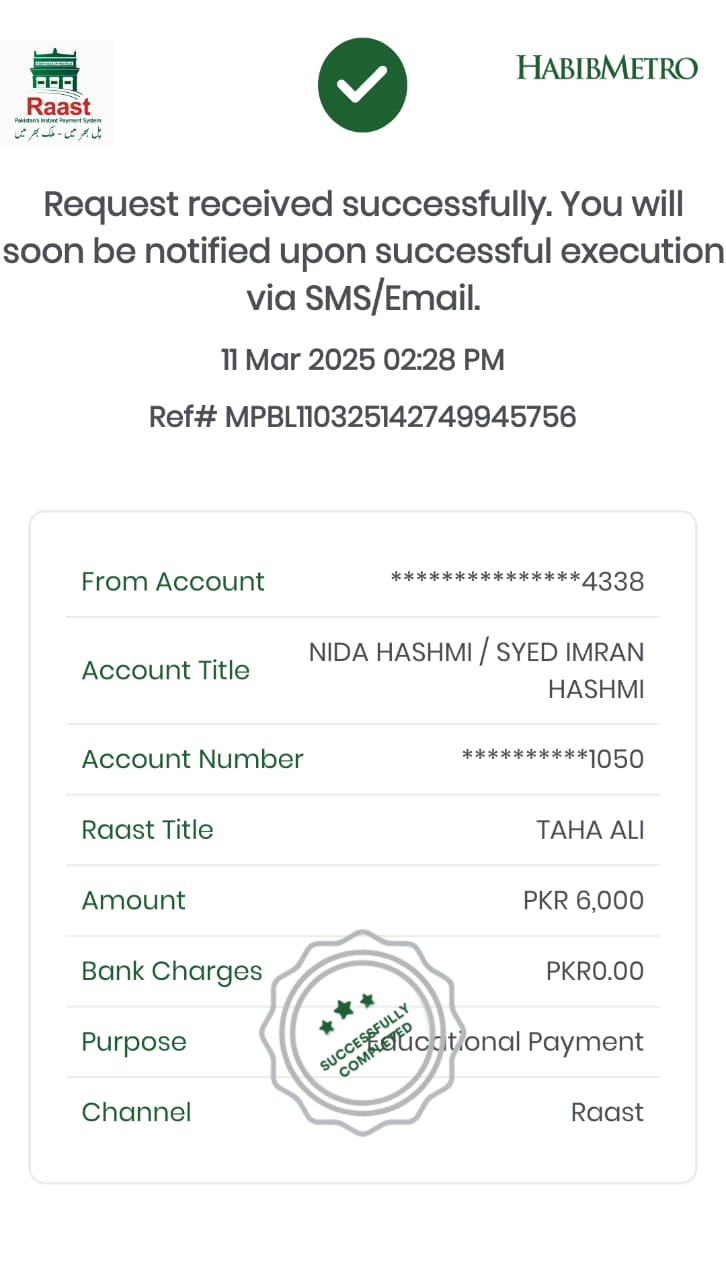 Raast
Pakistan's Instant Payment System
پل بھر میں - ملک بھر میں
HABIBMETRO
Request received successfully. You will
soon be notified upon successful execution
via SMS/Email.
11 Mar 2025 02:28 PM
Ref# MPBL110325142749945756
From Account ***************4338
Account Title NIDA HASHMI / SYED IMRAN
HASHMI
Account Number **********1050
Raast Title TAHA ALI
Amount PKR 6,000
Bank Charges PKR0.00
Purpose Educational Payment
SUCCESSFULLY
COMPLETED
Channel Raast